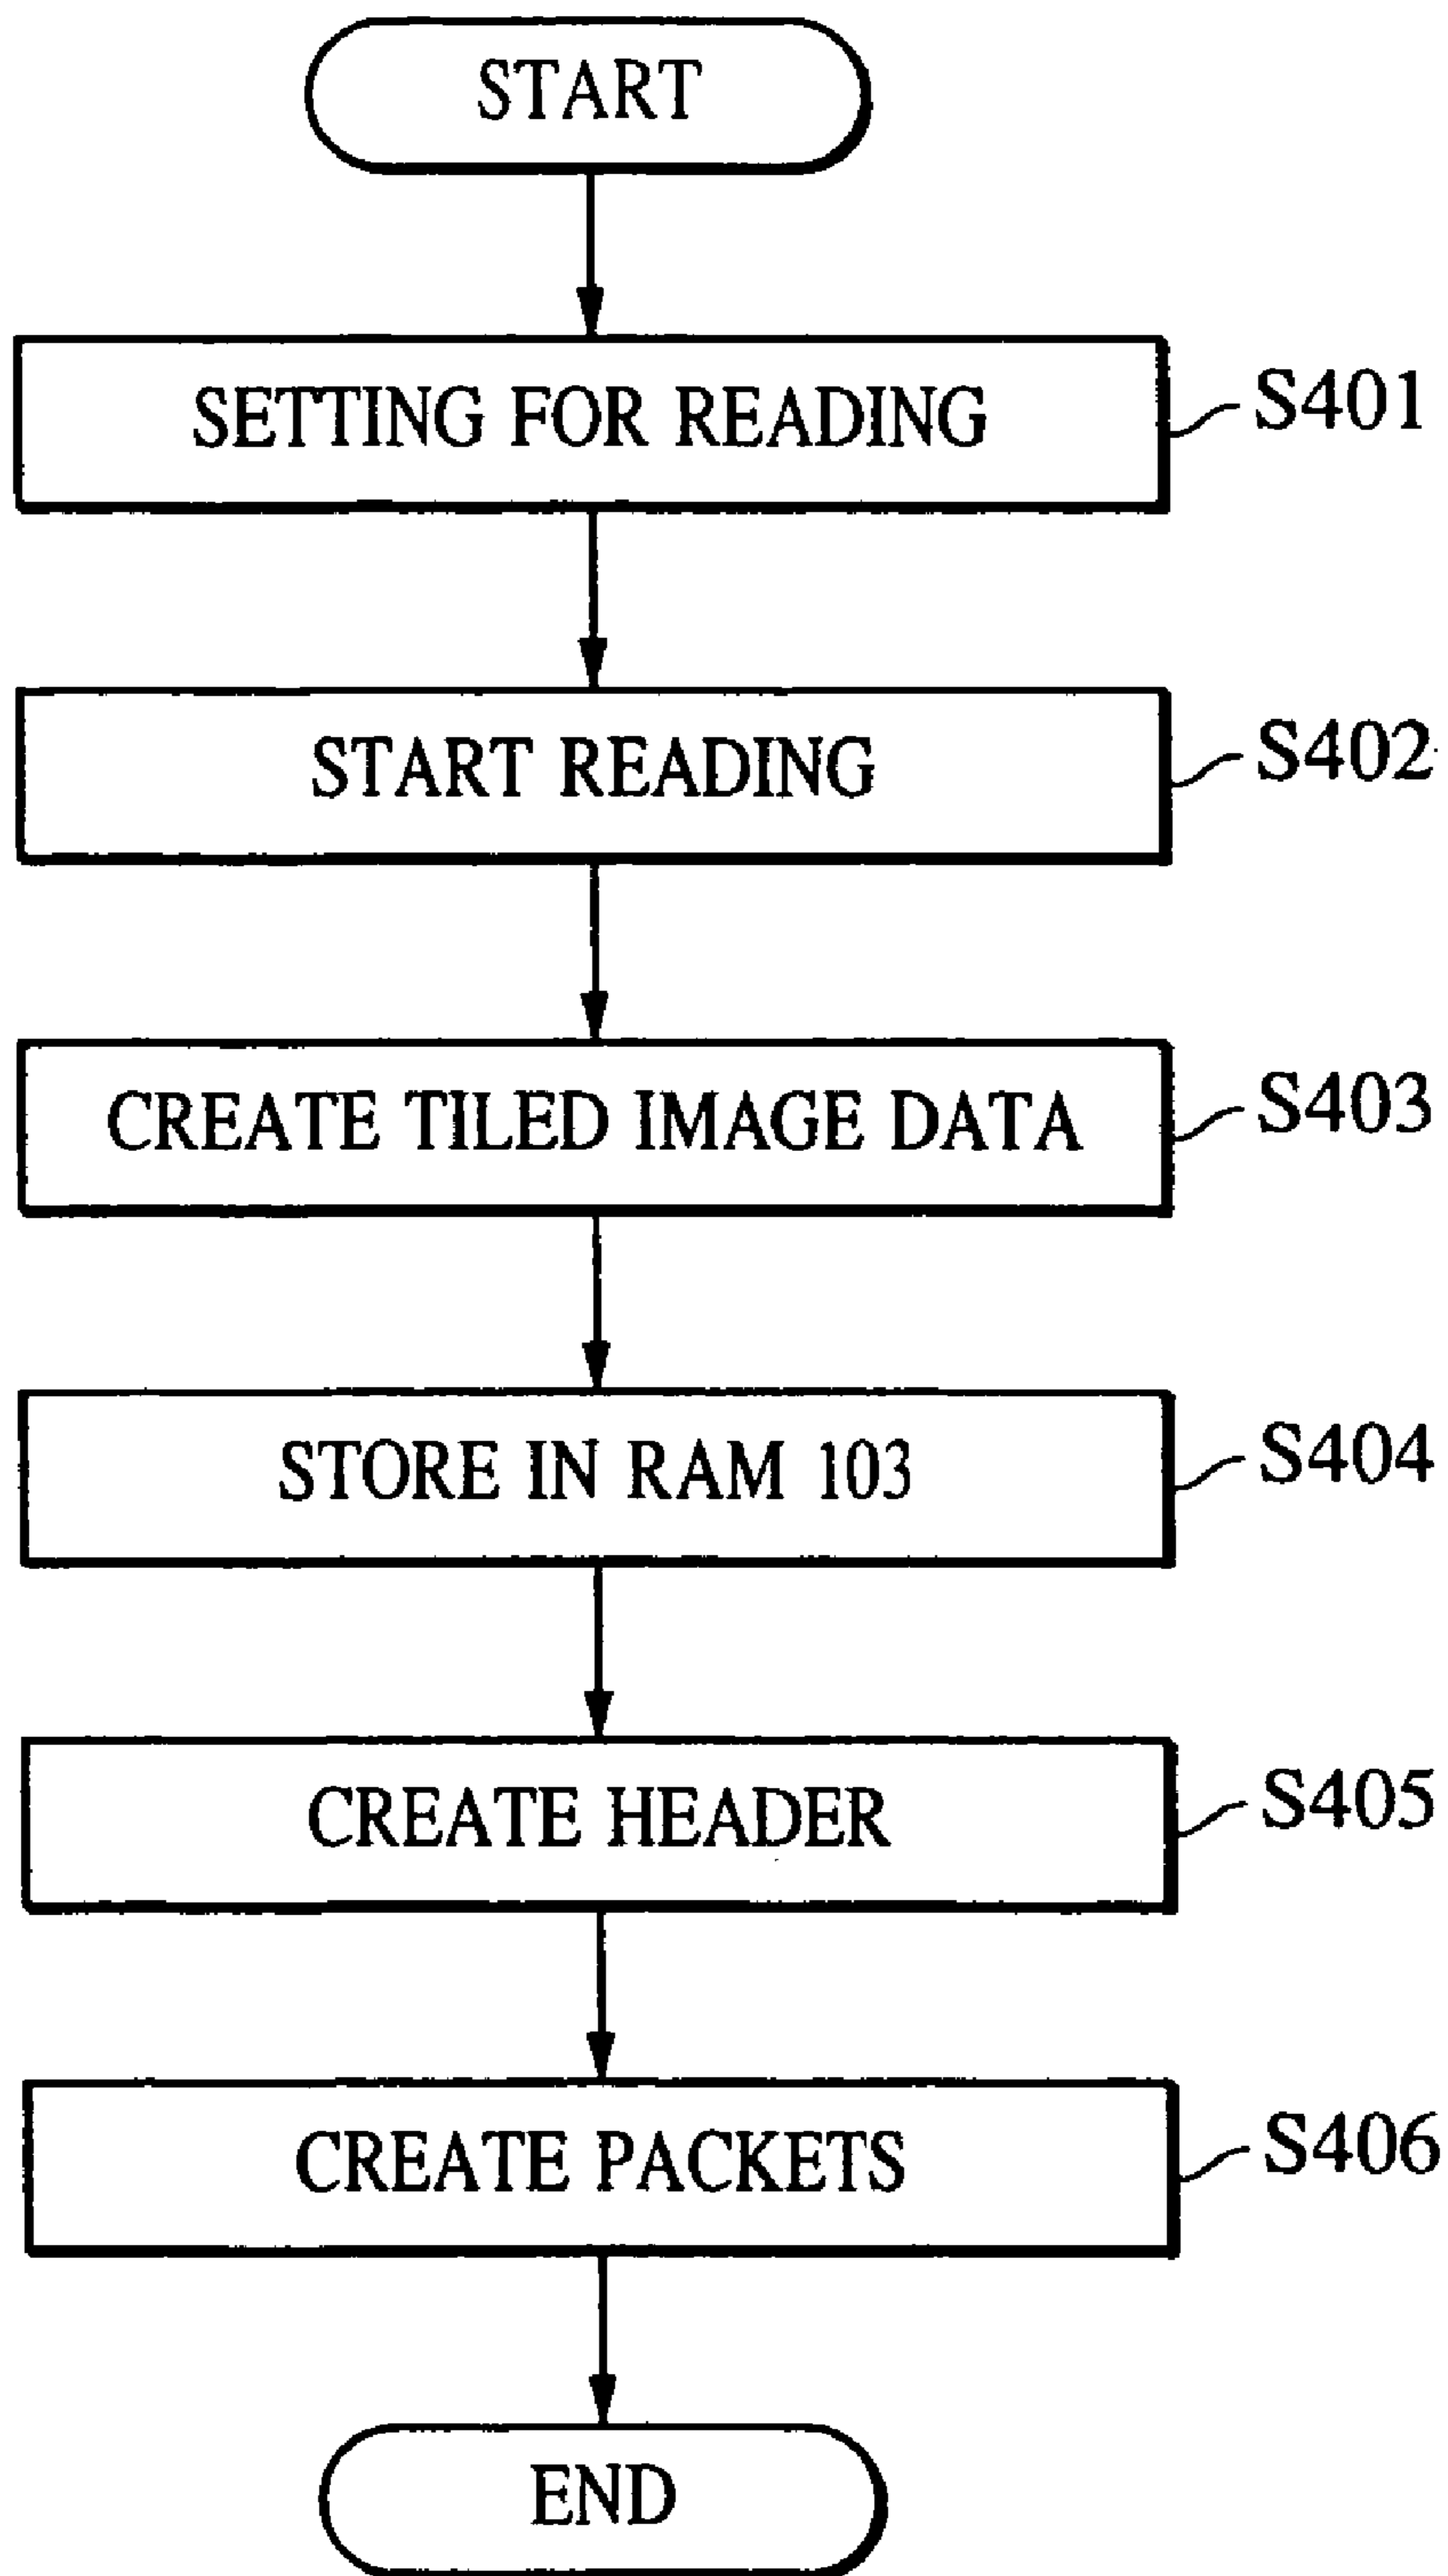 START
SETTING FOR READING
S401
START READING
S402
CREATE TILED IMAGE DATA
S403
STORE IN RAM 103
S404
CREATE HEADER
S405
CREATE PACKETS
S406
END